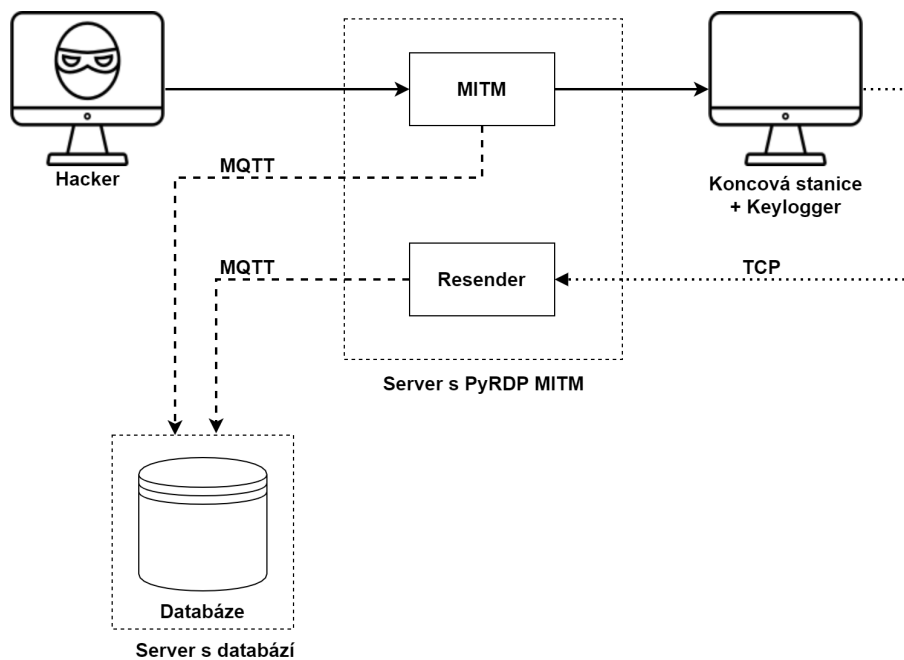 MITM
Hacker
MQTT
Koncová stanice
+ Keylogger
MQTT
Resender
TCP
Server s PyRDP MITM
Databáze
Server s databází